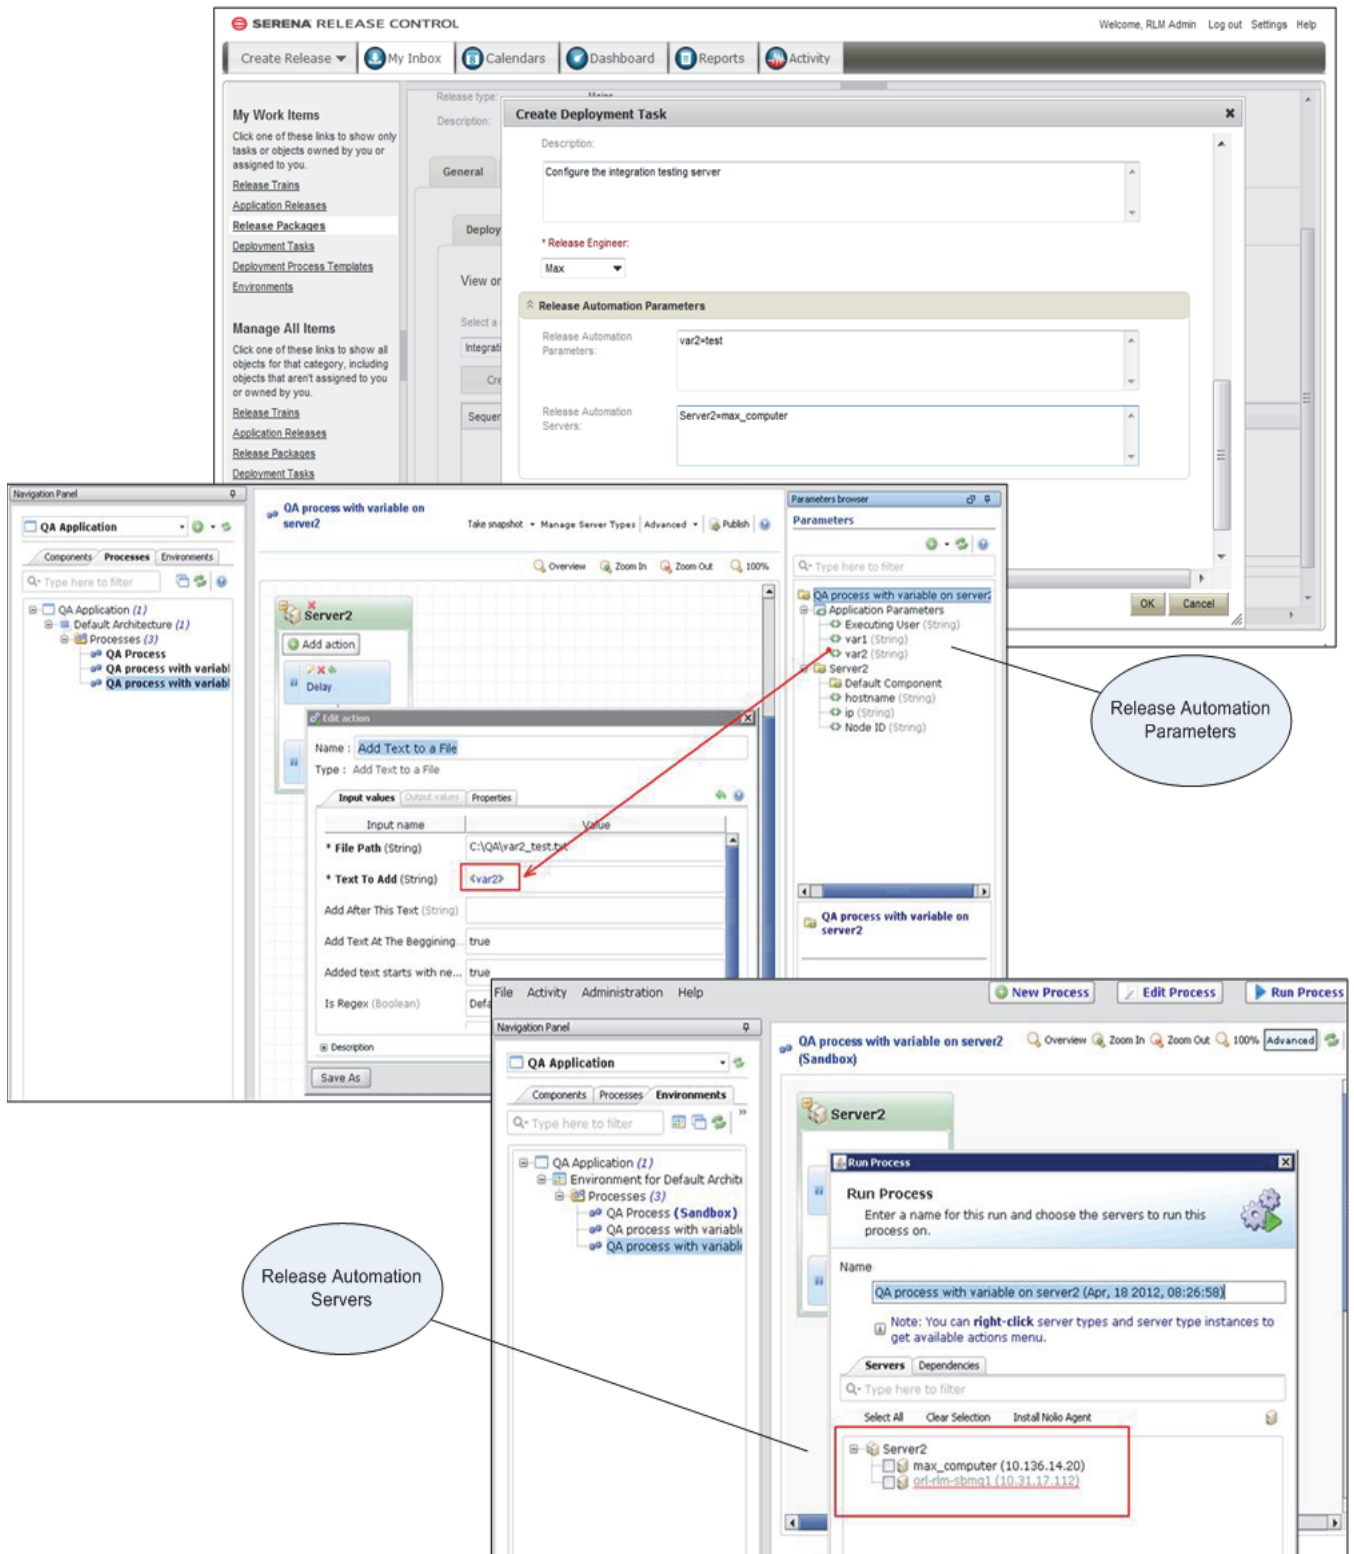 SERENA RELEASE CONTROL
Welcome, RLM Admin Log out Settings Help
Create Release My Inbox Calendars Dashboard Reports Activity
My Work Items
Click one of these links to show only
tasks or objects owned by you or
assigned to you.
Release Trains
Application Releases
Release Packages
Deployment Tasks
Deployment Process Templates
Environments
Manage All Items
Click one of these links to show all
objects for that category, including
objects that aren't assigned to you
or owned by you.
Release Trains
Application Releases
Release Packages
Deployment Tasks
Release type:
Description:
General
Deploy
View or
Select a
Integrati
Cre
Sequer
Create Deployment Task
Description:
Configure the integration testing server
* Release Engineer:
Max
Release Automation Parameters
Release Automation
Parameters:
var2=test
Release Automation
Servers:
Server2=max_computer
OK Cancel
Navigation Panel
QA Application
Components Processes Environments
Type here to filter
QA Application (1)
Default Architecture (1)
Processes (3)
QA Process
QA process with variabl
QA process with variabl
QA process with variable on
server2
Take snapshot Manage Server Types Advanced Publish
Overview Zoom In Zoom Out 100%
Server2
Add action
Delay
Edit action
Name : Add Text to a File
Type : Add Text to a File
Input values Output values Properties
Input name Value
* File Path (String) C:\QA\var2_test.txt
* Text To Add (String) <var2>
Add After This Text (String)
Add Text At The Beggining... true
Added text starts with ne... true
Is Regex (Boolean) Defa
Description
Save As
Parameters browser
Parameters
Type here to filter
QA process with variable on server2
Application Parameters
Executing User (String)
var1 (String)
var2 (String)
Server2
Default Component
hostname (String)
ip (String)
Node ID (String)
QA process with variable on
server2
Release Automation
Parameters
File Activity Administration Help
New Process Edit Process Run Process
Navigation Panel
QA Application
Components Processes Environments
Type here to filter
QA Application (1)
Environment for Default Archite
Processes (3)
QA Process (Sandbox)
QA process with variable
QA process with variable
QA process with variable on server2
(Sandbox)
Overview Zoom In Zoom Out 100% Advanced
Server2
Run Process
Run Process
Enter a name for this run and choose the servers to run this
process on.
Name
QA process with variable on server2 (Apr, 18 2012, 08:26:58)
Note: You can right-click server types and server type instances to
get available actions menu.
Servers Dependencies
Type here to filter
Select All Clear Selection Install Nolio Agent
Server2
max_computer (10.136.14.20)
orl-rlm-sbmq1 (10.31.17.112)
Release Automation
Servers